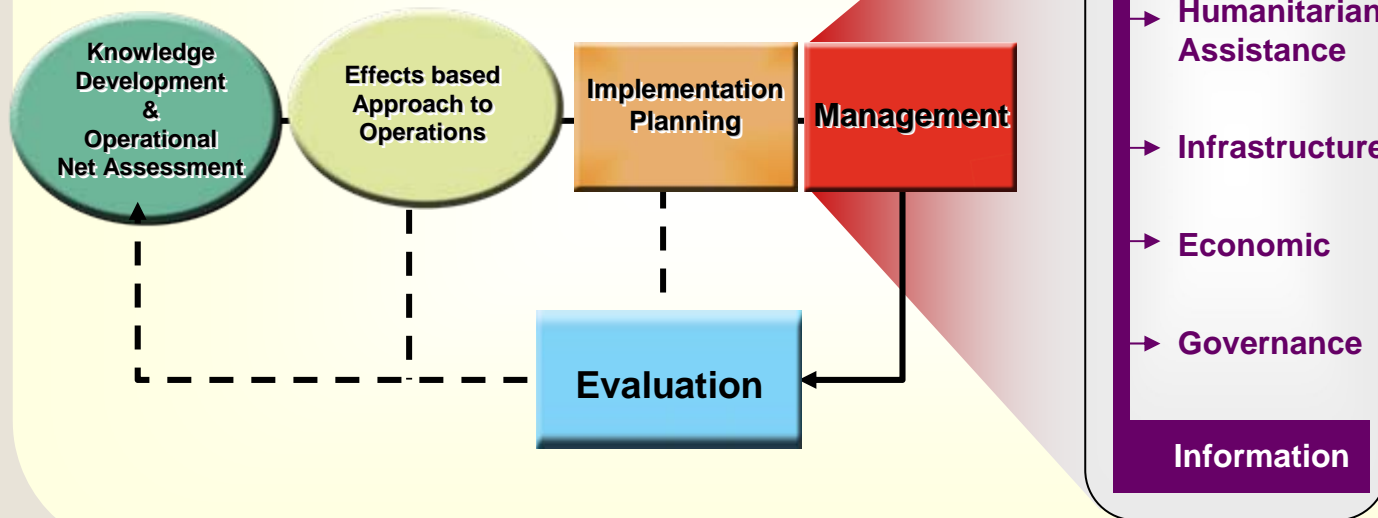 Knowledge
Development
&
Operational
Net Assessment
Effects based
Approach to
Operations
Implementation
Planning
Management
Evaluation
Humanitarian
Assistance
Infrastructure
Economic
Governance
Information